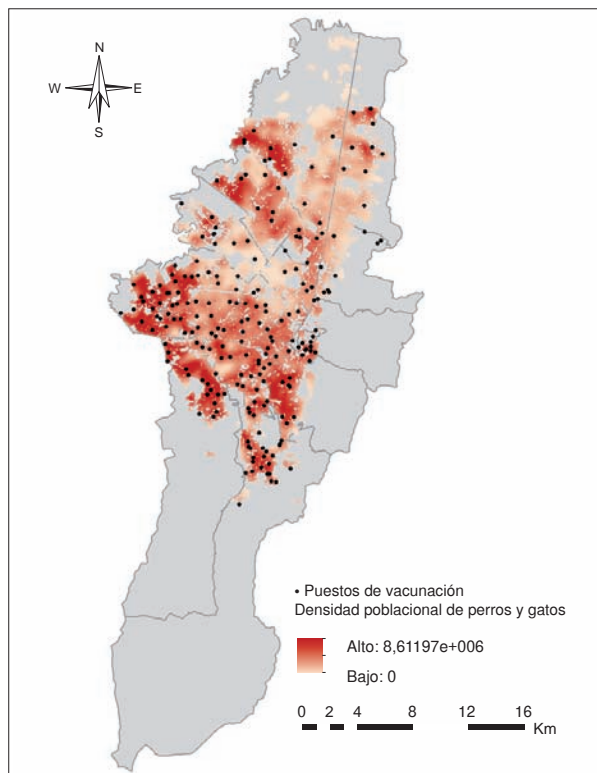 N
W E
S
• Puestos de vacunación
Densidad poblacional de perros y gatos
Alto: 8,61197e+006
Bajo: 0
0 2 4 8 12 16
Km